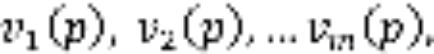 v₁(p), v₂(p), ... vₘ(p),